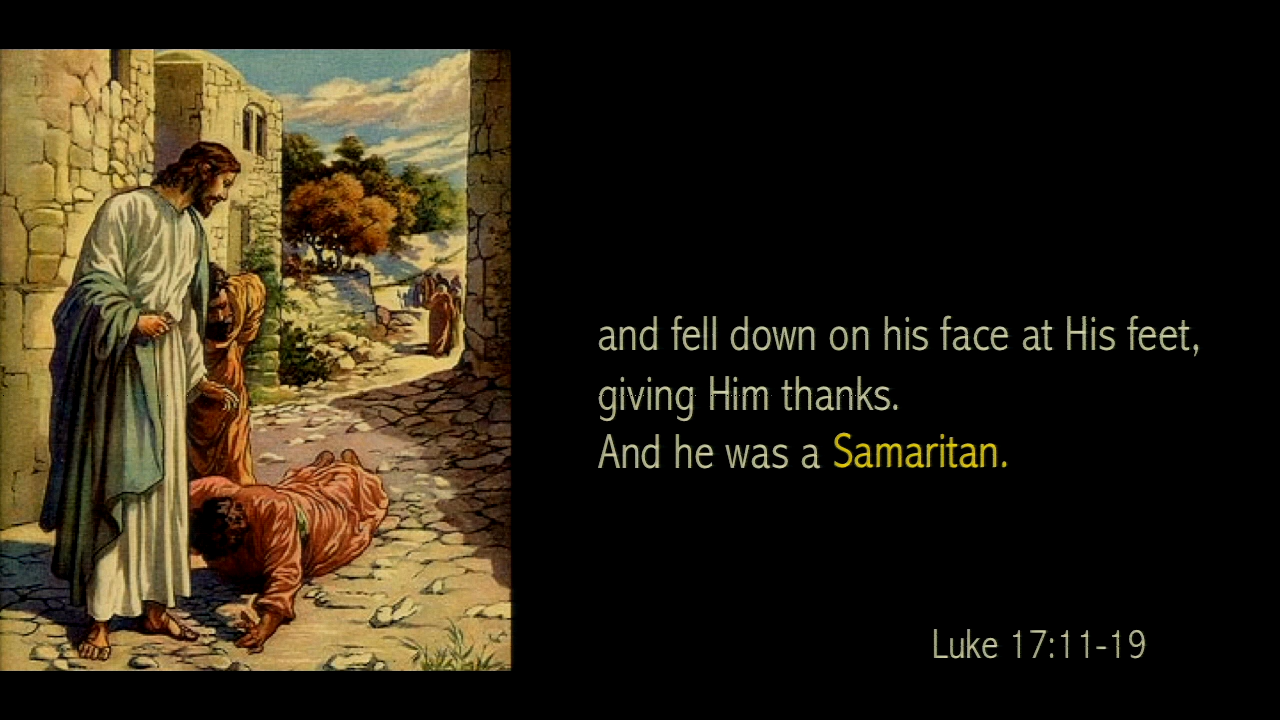 and fell down on his face at His feet,
giving Him thanks.
And he was a Samaritan.
Luke 17:11-19